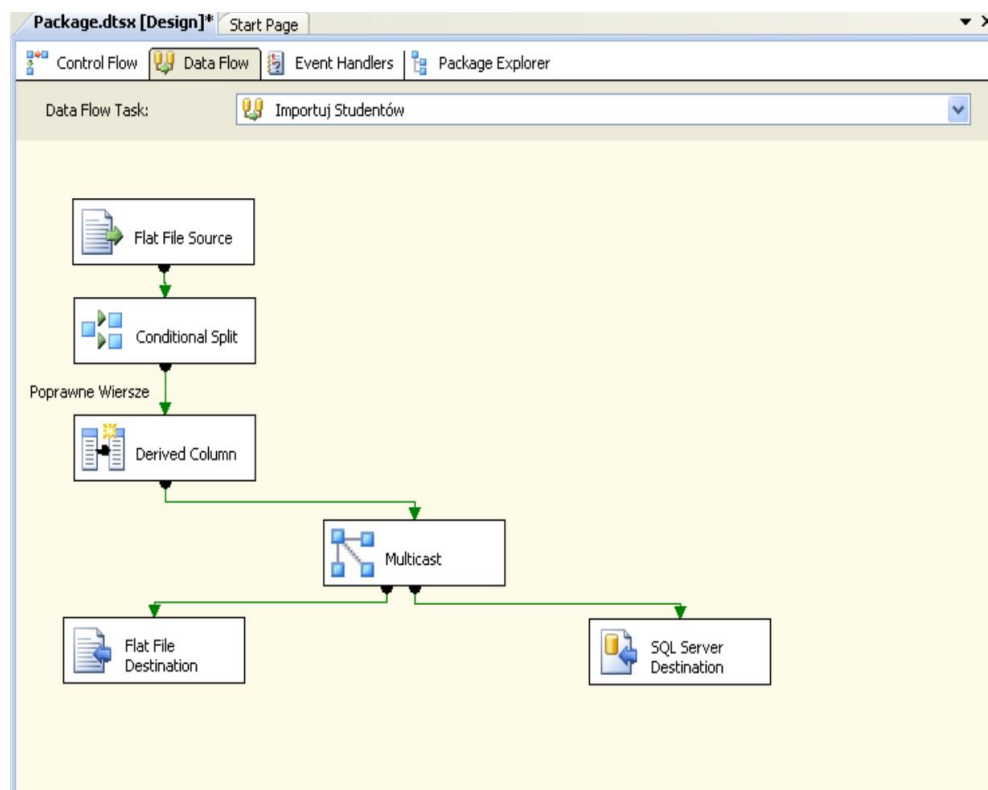 Package.dtsx [Design]* Start Page
Control Flow Data Flow Event Handlers Package Explorer
Data Flow Task: Importuj Studentów
Flat File Source
Conditional Split
Poprawne Wiersze
Derived Column
Multicast
Flat File
Destination
SQL Server
Destination